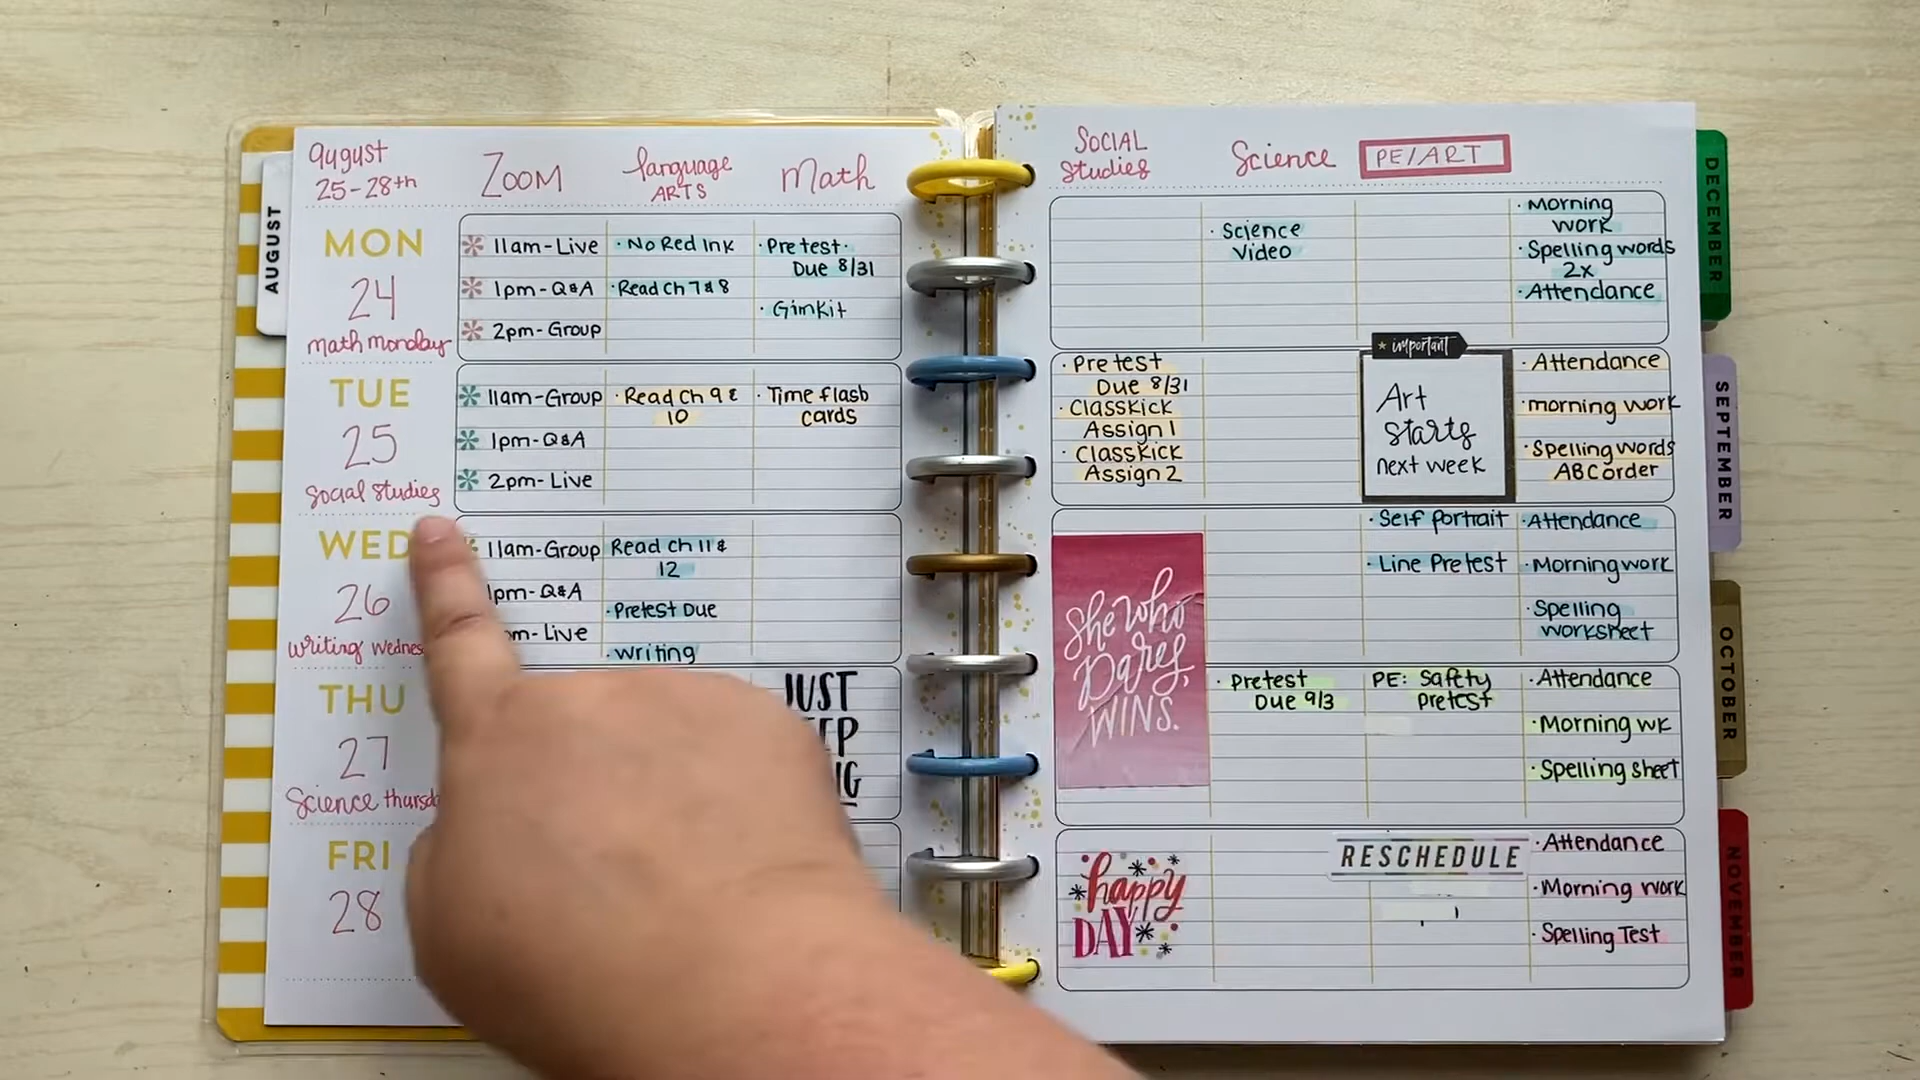 August
25-28th
ZOOM
language
ARTS
Math
AUGUST
MON
24
math monday
* 11am-Live
* 1pm-Q&A
* 2pm-Group
· No Red Ink
· Read Ch 7 & 8
· Pretest·
Due 8/31
· GimKit
TUE
25
Social Studies
* 11am-Group
* 1pm-Q&A
* 2pm-Live
· Read Ch 9 &
10
· Time flash
cards
WED
26
Writing
11am-Group
1pm-Q&A
-Live
Read Ch 11 &
12
· Pretest Due
· Writing
THU
27
Science
JUST
FRI
28
SOCIAL
Studies
Science
PE/ART
· Science
Video
· Morning
work
· Spelling words
2x
· Attendance
· Pretest
Due 8/31
· Classkick
Assign 1
· Classkick
Assign 2
★ important
Art
starts
next week
· Attendance
· morning work
· Spelling words
ABC order
She who
Dares,
WINS.
· Self portrait
· Line Pretest
· Attendance
· Morning work
· Spelling
worksheet
· Pretest
Due 9/3
PE: Safety
Pretest
· Attendance
· Morning wk
· Spelling sheet
happy
DAY
RESCHEDULE
· Attendance
· Morning work
· Spelling Test
DECEMBER
SEPTEMBER
OCTOBER
NOVEMBER